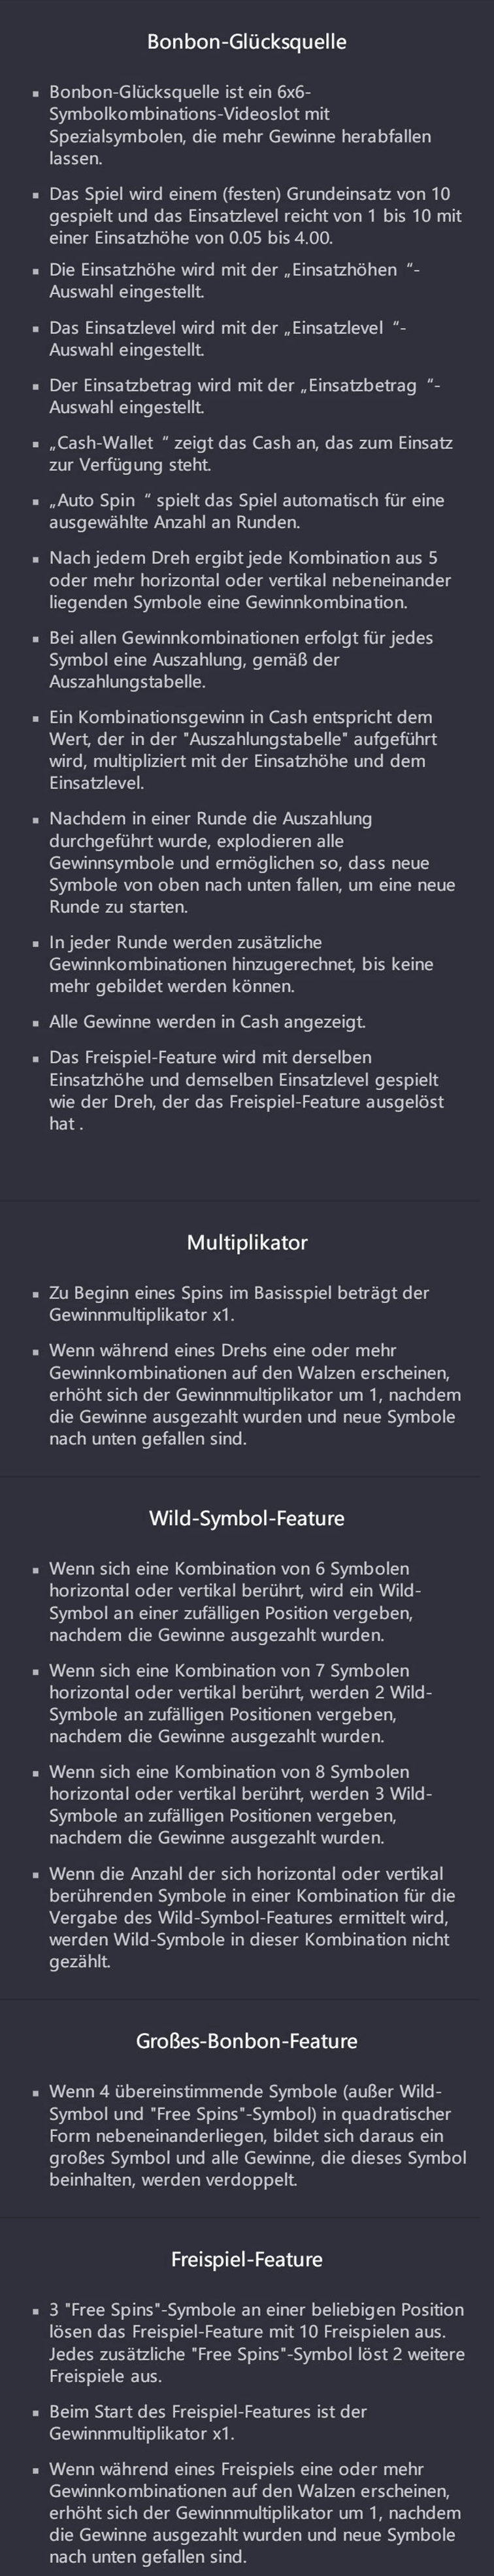 Bonbon-Glücksquelle
▪ Bonbon-Glücksquelle ist ein 6x6-
Symbolkombinations-Videoslot mit
Spezialsymbolen, die mehr Gewinne herabfallen
lassen.
▪ Das Spiel wird einem (festen) Grundeinsatz von 10
gespielt und das Einsatzlevel reicht von 1 bis 10 mit
einer Einsatzhöhe von 0.05 bis 4.00.
▪ Die Einsatzhöhe wird mit der „Einsatzhöhen “-
Auswahl eingestellt.
▪ Das Einsatzlevel wird mit der „Einsatzlevel “-
Auswahl eingestellt.
▪ Der Einsatzbetrag wird mit der „Einsatzbetrag “-
Auswahl eingestellt.
▪ „Cash-Wallet “ zeigt das Cash an, das zum Einsatz
zur Verfügung steht.
▪ „Auto Spin “ spielt das Spiel automatisch für eine
ausgewählte Anzahl an Runden.
▪ Nach jedem Dreh ergibt jede Kombination aus 5
oder mehr horizontal oder vertikal nebeneinander
liegenden Symbole eine Gewinnkombination.
▪ Bei allen Gewinnkombinationen erfolgt für jedes
Symbol eine Auszahlung, gemäß der
Auszahlungstabelle.
▪ Ein Kombinationsgewinn in Cash entspricht dem
Wert, der in der "Auszahlungstabelle" aufgeführt
wird, multipliziert mit der Einsatzhöhe und dem
Einsatzlevel.
▪ Nachdem in einer Runde die Auszahlung
durchgeführt wurde, explodieren alle
Gewinnsymbole und ermöglichen so, dass neue
Symbole von oben nach unten fallen, um eine neue
Runde zu starten.
▪ In jeder Runde werden zusätzliche
Gewinnkombinationen hinzugerechnet, bis keine
mehr gebildet werden können.
▪ Alle Gewinne werden in Cash angezeigt.
▪ Das Freispiel-Feature wird mit derselben
Einsatzhöhe und demselben Einsatzlevel gespielt
wie der Dreh, der das Freispiel-Feature ausgelöst
hat .
Multiplikator
▪ Zu Beginn eines Spins im Basisspiel beträgt der
Gewinnmultiplikator x1.
▪ Wenn während eines Drehs eine oder mehr
Gewinnkombinationen auf den Walzen erscheinen,
erhöht sich der Gewinnmultiplikator um 1, nachdem
die Gewinne ausgezahlt wurden und neue Symbole
nach unten gefallen sind.
Wild-Symbol-Feature
▪ Wenn sich eine Kombination von 6 Symbolen
horizontal oder vertikal berührt, wird ein Wild-
Symbol an einer zufälligen Position vergeben,
nachdem die Gewinne ausgezahlt wurden.
▪ Wenn sich eine Kombination von 7 Symbolen
horizontal oder vertikal berührt, werden 2 Wild-
Symbole an zufälligen Positionen vergeben,
nachdem die Gewinne ausgezahlt wurden.
▪ Wenn sich eine Kombination von 8 Symbolen
horizontal oder vertikal berührt, werden 3 Wild-
Symbole an zufälligen Positionen vergeben,
nachdem die Gewinne ausgezahlt wurden.
▪ Wenn die Anzahl der sich horizontal oder vertikal
berührenden Symbole in einer Kombination für die
Vergabe des Wild-Symbol-Features ermittelt wird,
werden Wild-Symbole in dieser Kombination nicht
gezählt.
Großes-Bonbon-Feature
▪ Wenn 4 übereinstimmende Symbole (außer Wild-
Symbol und "Free Spins"-Symbol) in quadratischer
Form nebeneinanderliegen, bildet sich daraus ein
großes Symbol und alle Gewinne, die dieses Symbol
beinhalten, werden verdoppelt.
Freispiel-Feature
▪ 3 "Free Spins"-Symbole an einer beliebigen Position
lösen das Freispiel-Feature mit 10 Freispielen aus.
Jedes zusätzliche "Free Spins"-Symbol löst 2 weitere
Freispiele aus.
▪ Beim Start des Freispiel-Features ist der
Gewinnmultiplikator x1.
▪ Wenn während eines Freispiels eine oder mehr
Gewinnkombinationen auf den Walzen erscheinen,
erhöht sich der Gewinnmultiplikator um 1, nachdem
die Gewinne ausgezahlt wurden und neue Symbole
nach unten gefallen sind.